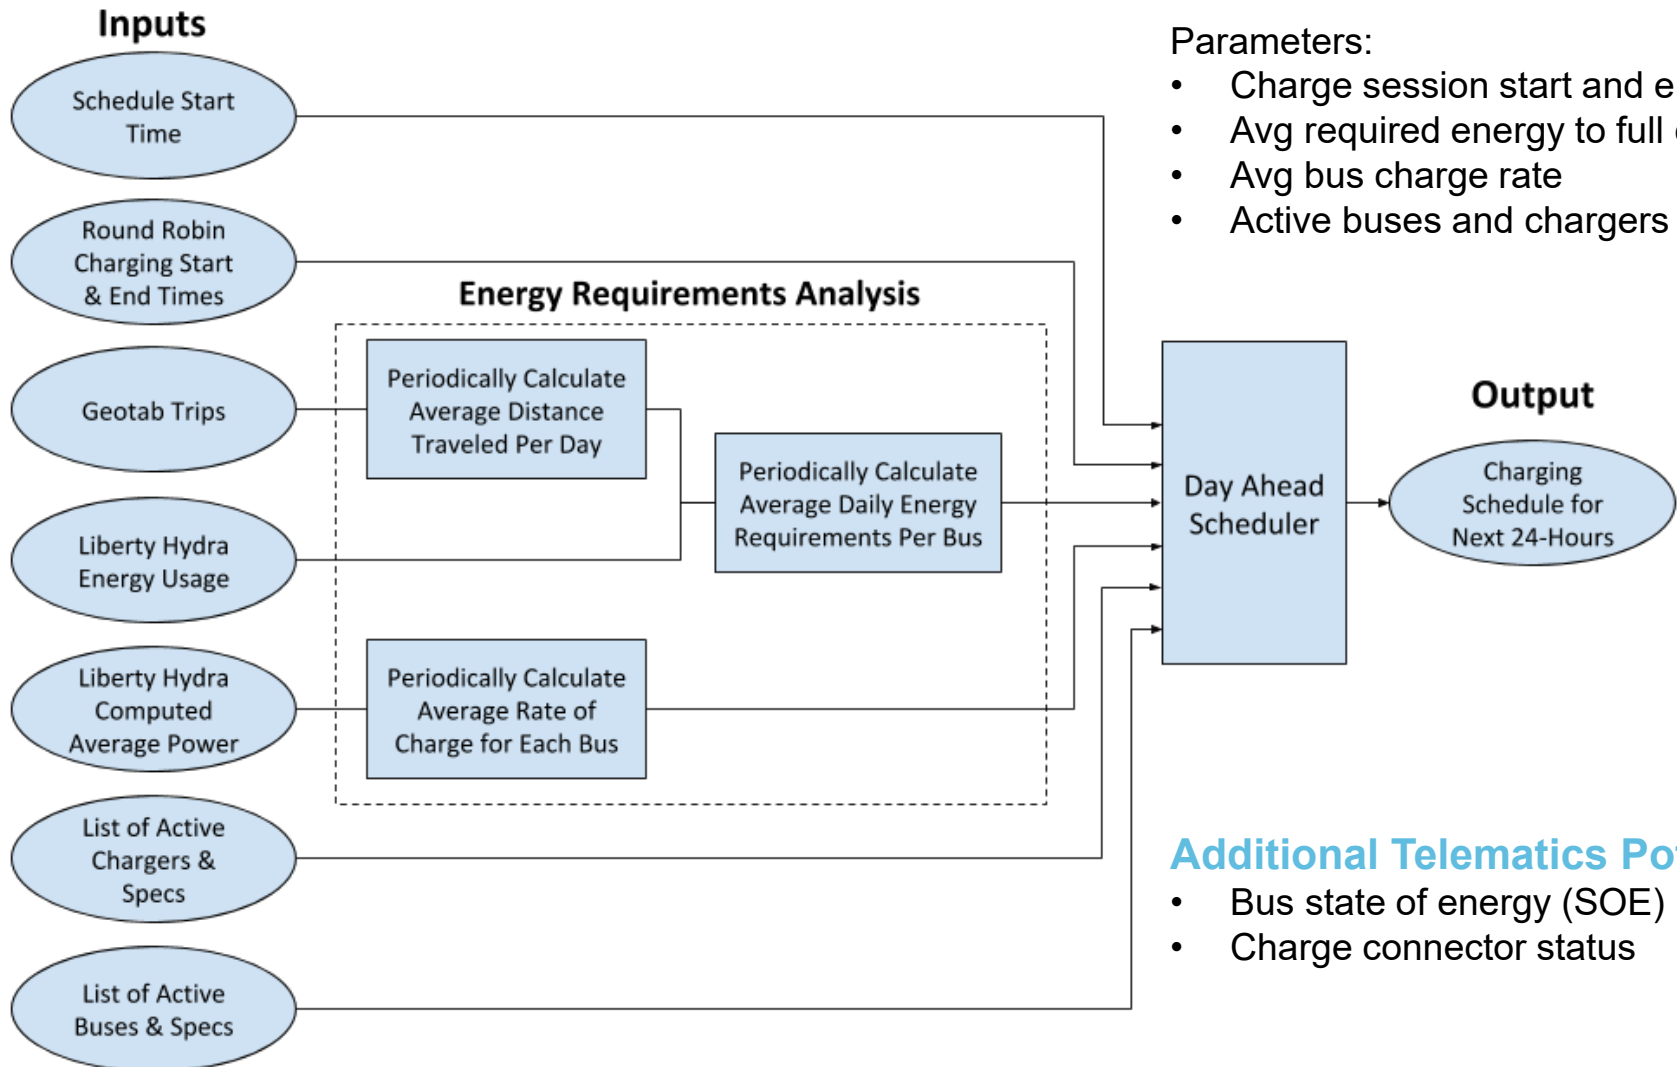 Inputs
Schedule Start
Time
Round Robin
Charging Start
& End Times
Geotab Trips
Liberty Hydra
Energy Usage
Liberty Hydra
Computed
Average Power
List of Active
Chargers &
Specs
List of Active
Buses & Specs
Energy Requirements Analysis
Periodically Calculate
Average Distance
Traveled Per Day
Periodically Calculate
Average Daily Energy
Requirements Per Bus
Periodically Calculate
Average Rate of
Charge for Each Bus
Day Ahead
Scheduler
Output
Charging
Schedule for
Next 24-Hours
Parameters:
• Charge session start and
• Avg required energy to full
• Avg bus charge rate
• Active buses and chargers
Additional Telematics
• Bus state of energy (SOE)
• Charge connector status